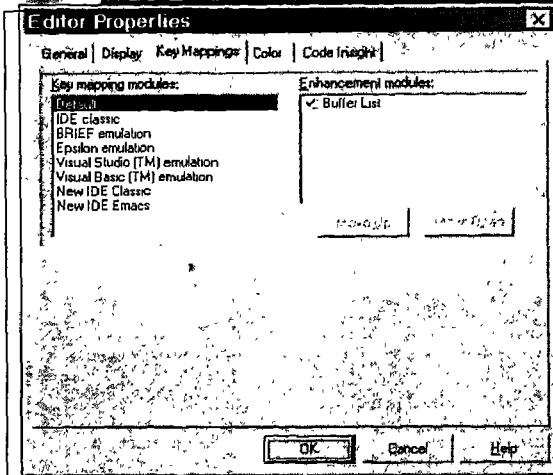 Editor Properties
General Display Key Mappings Color Code Insight
Key mapping modules:
Default
IDE classic
BRIEF emulation
Epsilon emulation
Visual Studio (TM) emulation
Visual Basic (TM) emulation
New IDE Classic
New IDE Emacs
Enhancement modules:
Buffer List
Move Up
OK Cancel Help